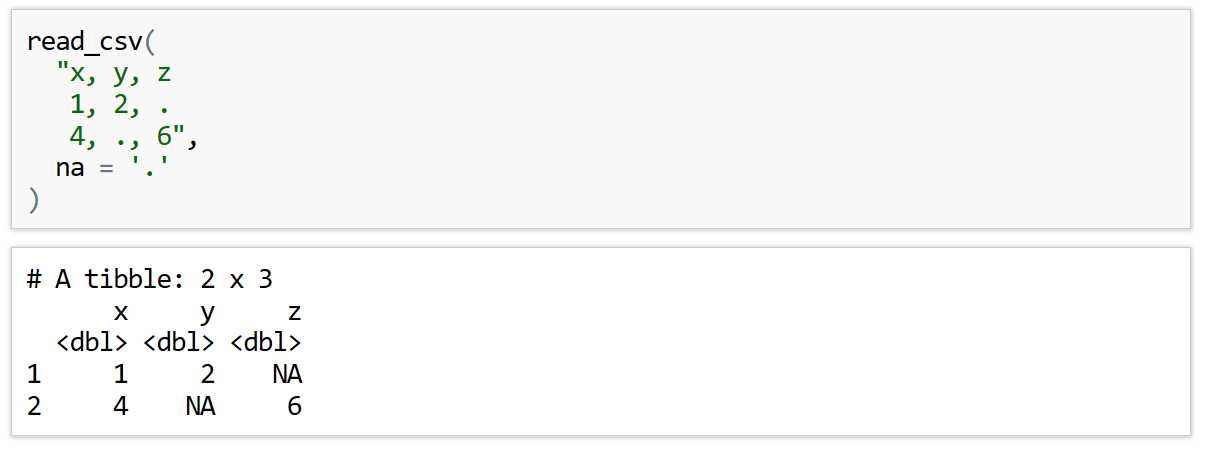 read_csv(
  "x, y, z
   1, 2, .
   4, ., 6",
  na = '.'
)
# A tibble: 2 x 3
      x     y     z
  <dbl> <dbl> <dbl>
1     1     2    NA
2     4    NA     6